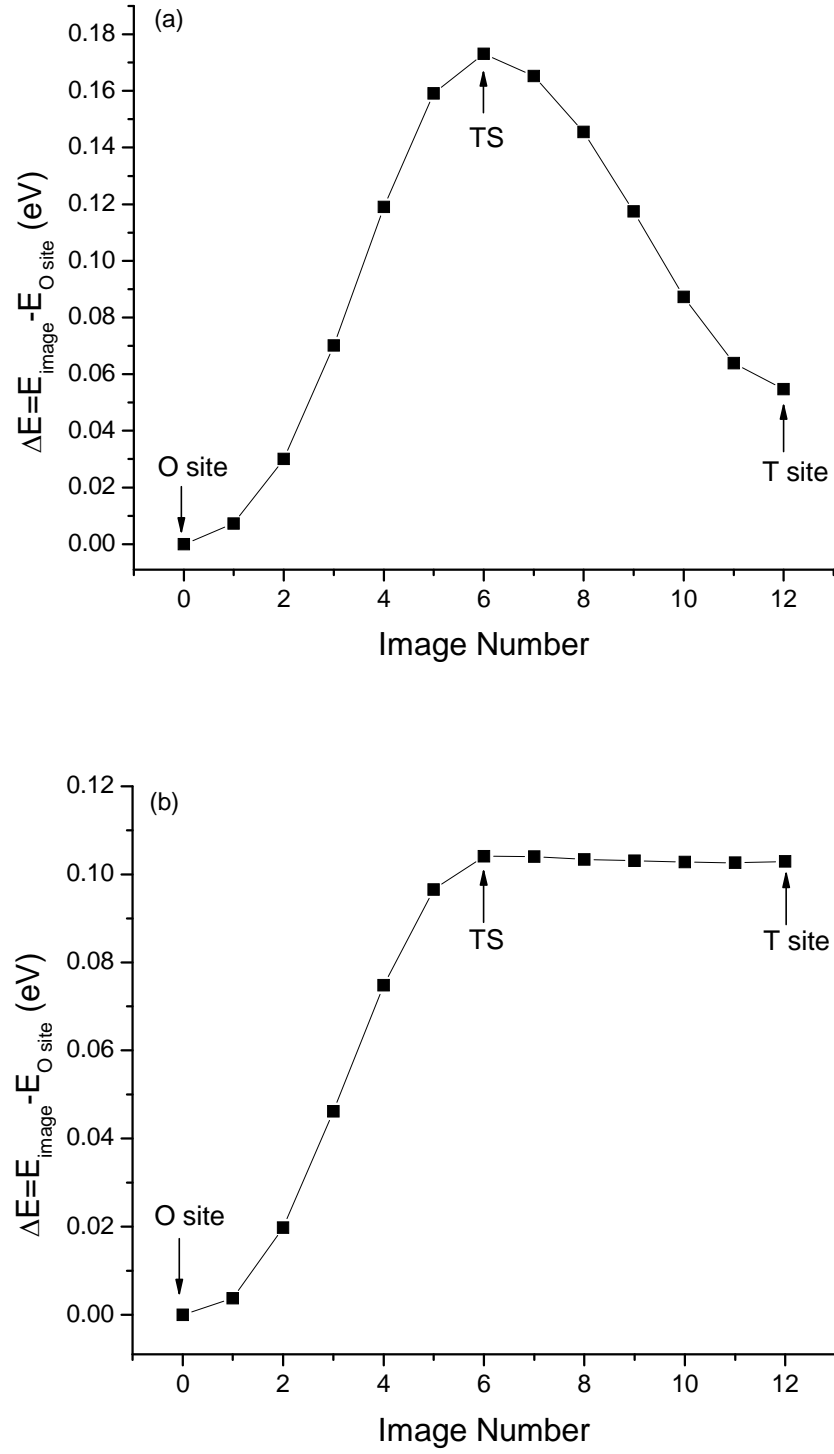 (a)
0.18
0.16
0.14
0.12
0.10
0.08
0.06
0.04
0.02
0.00
ΔE=E_image-E_O site (eV)
TS
O site
T site
0 2 4 6 8 10 12
Image Number
(b)
0.12
0.10
0.08
0.06
0.04
0.02
0.00
ΔE=E_image-E_O site (eV)
TS
T site
O site
0 2 4 6 8 10 12
Image Number